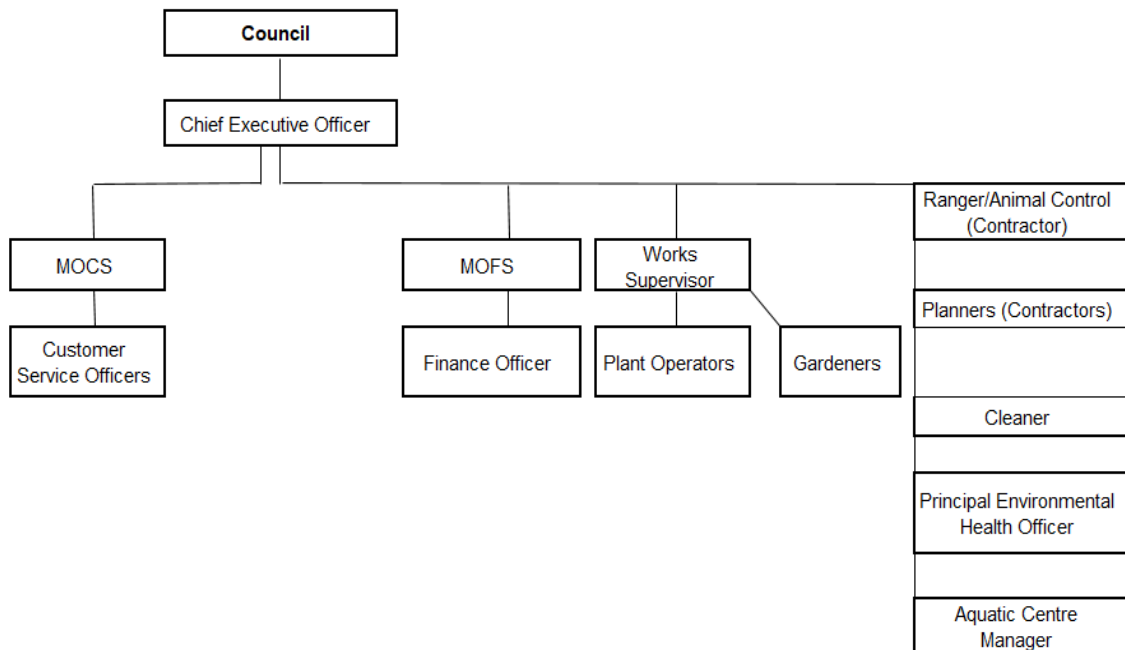 Council
Chief Executive Officer
Ranger/Animal Control
(Contractor)
MOCS
MOFS
Works
Supervisor
Planners (Contractors)
Customer
Service Officers
Finance Officer
Plant Operators
Gardeners
Cleaner
Principal Environmental
Health Officer
Aquatic Centre
Manager